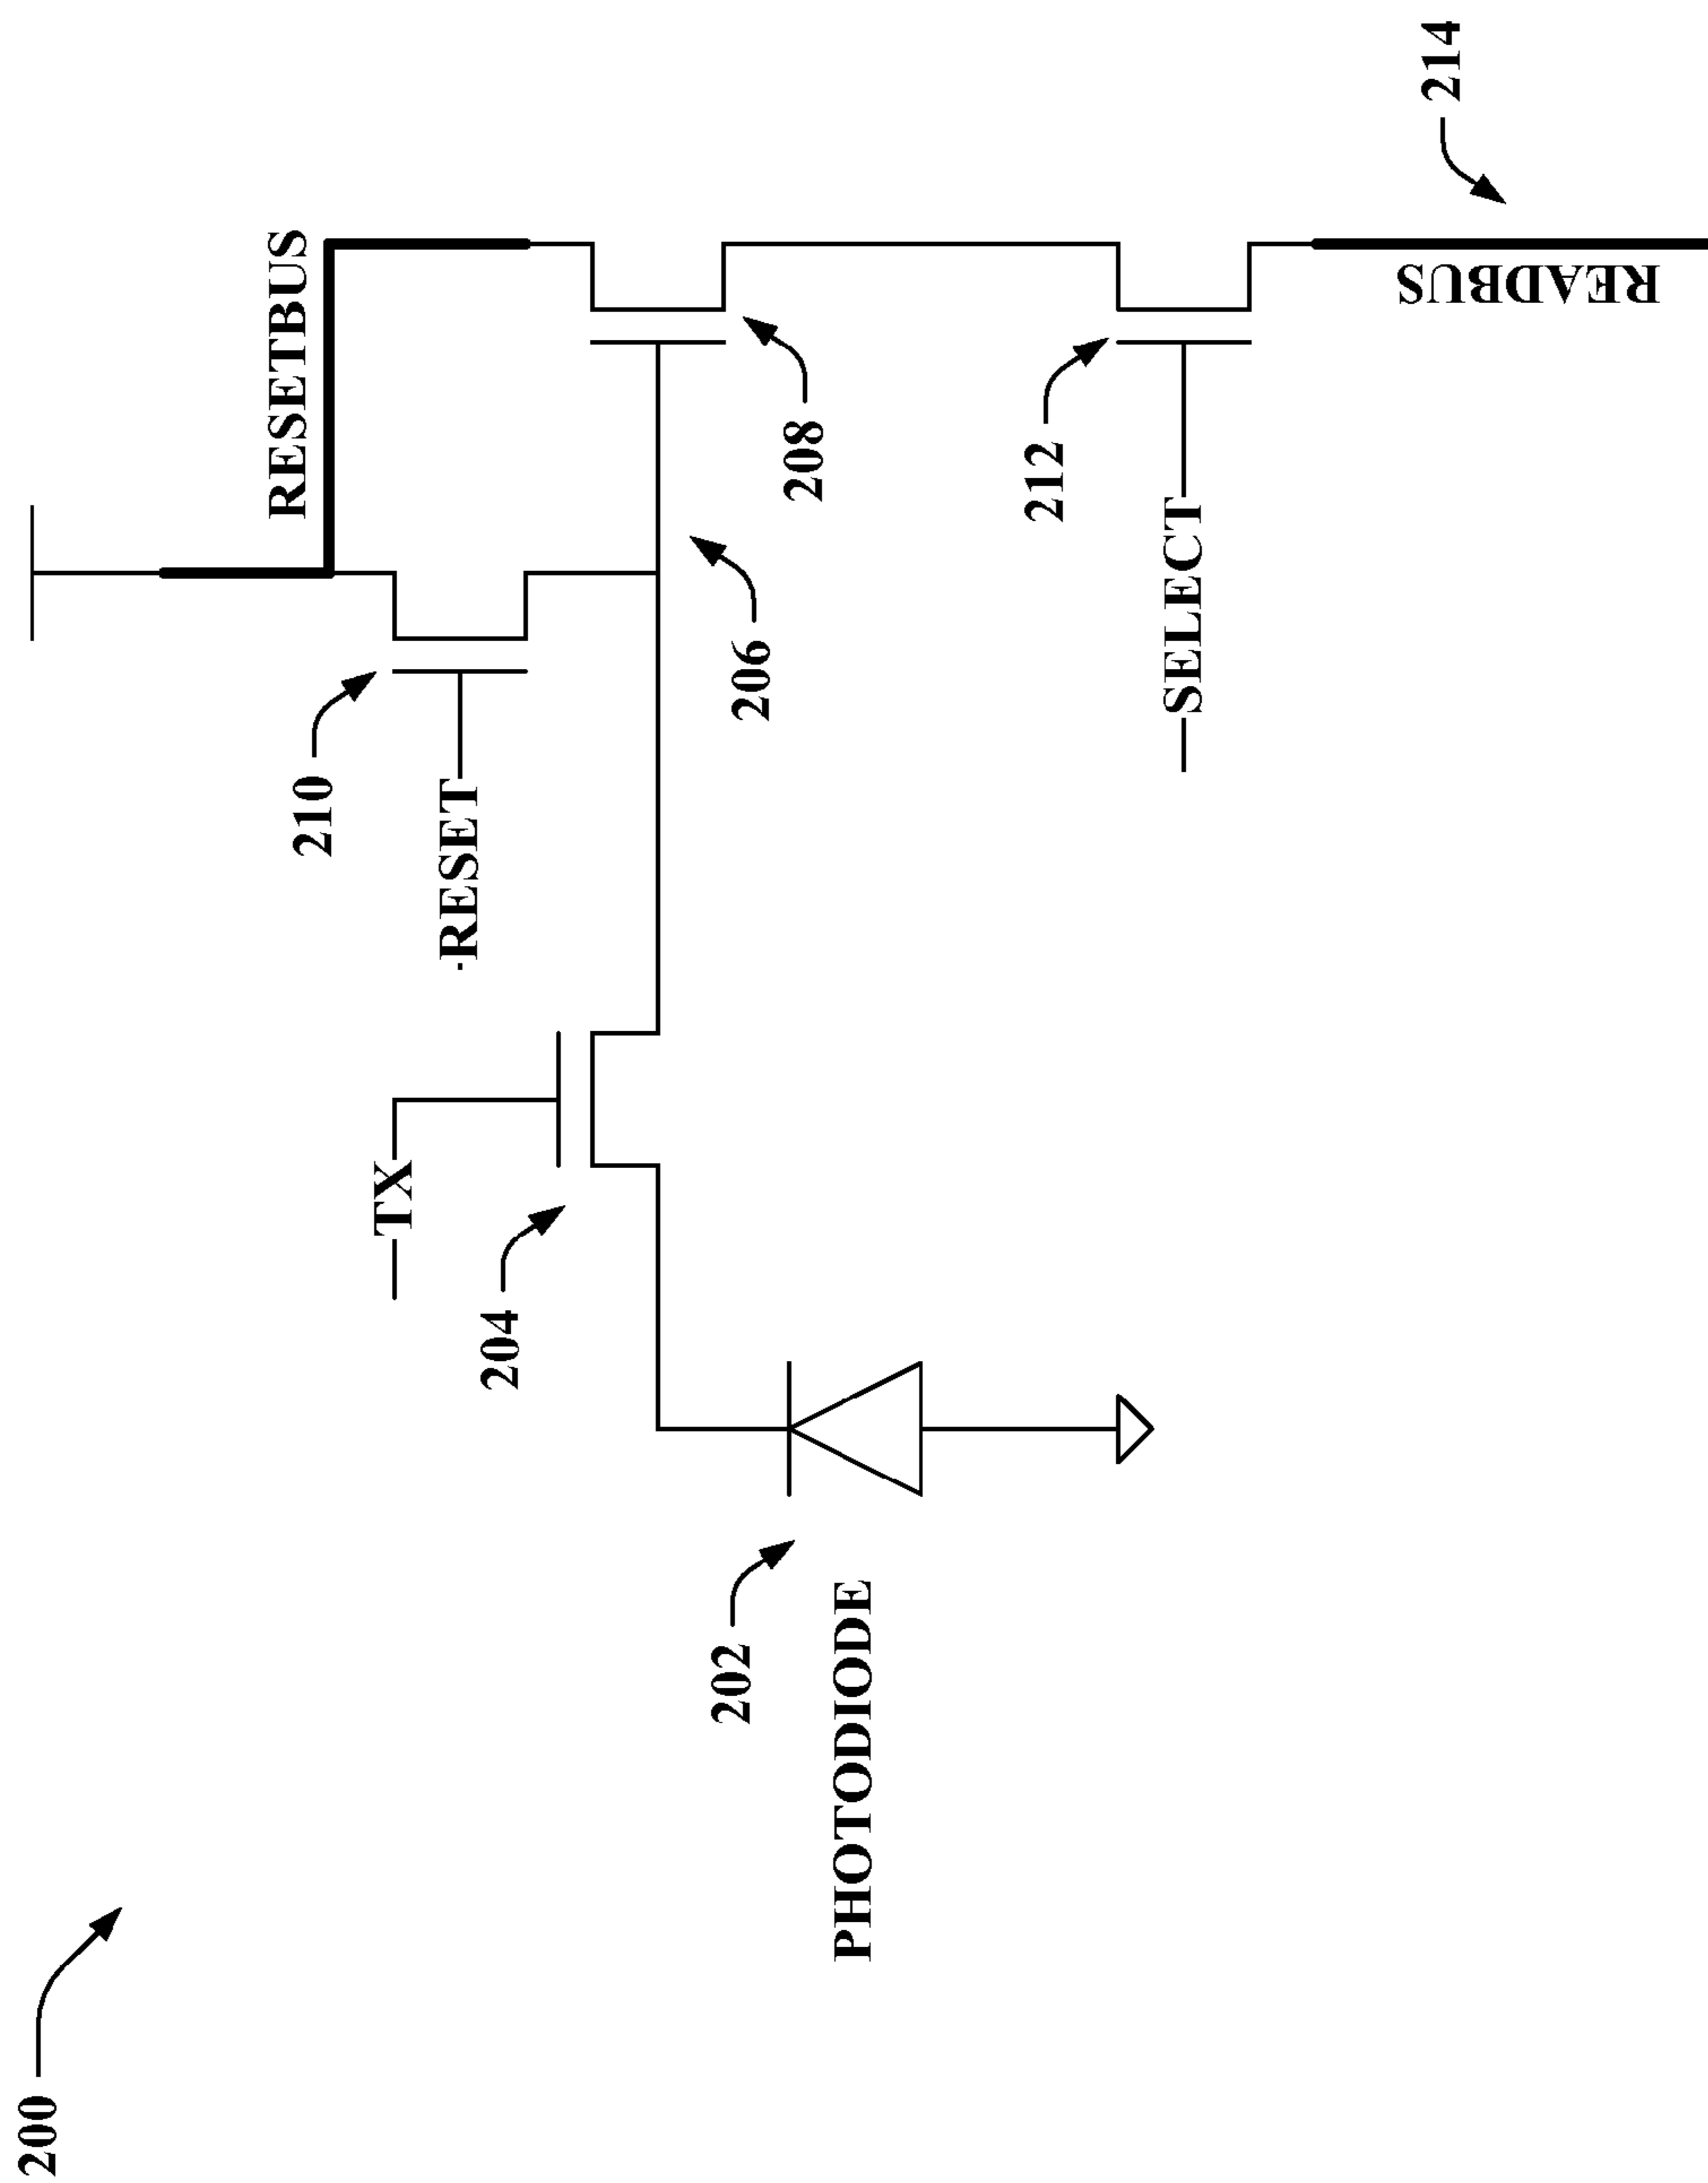 200
RESETBUS
210
TX
RESET
204
202
206
208
PHOTODIODE
212
SELECT
214
READBUS